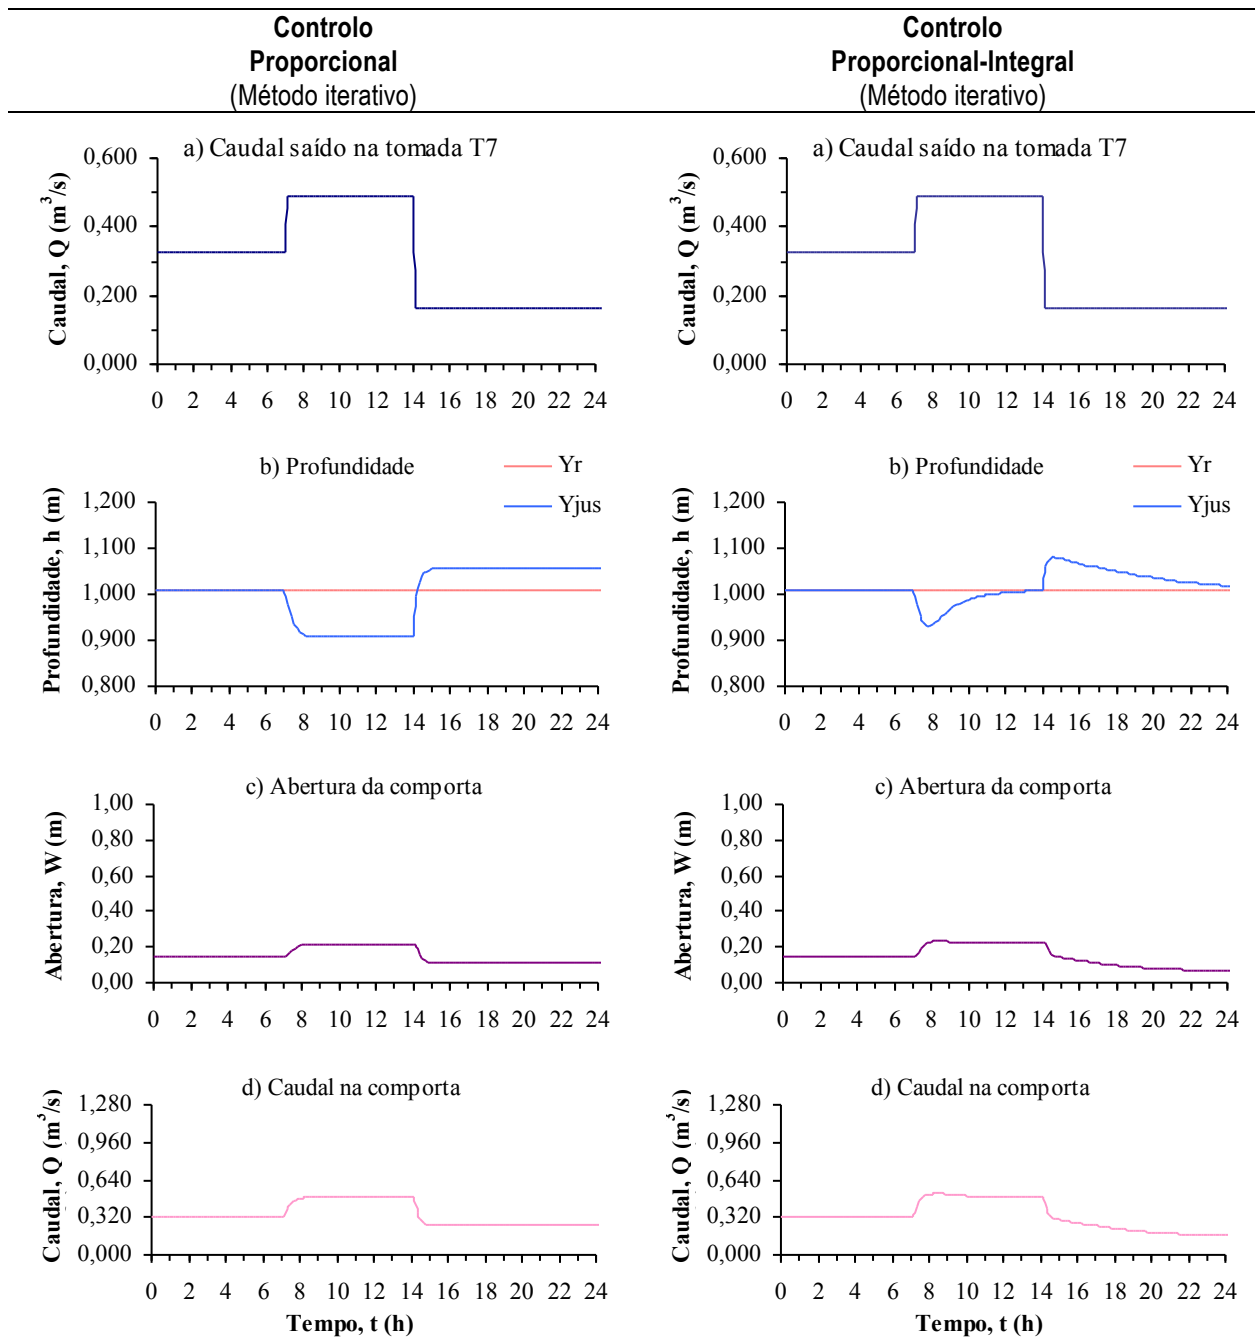 Controlo
Proporcional
(Método iterativo)
Controlo
Proporcional-Integral
(Método iterativo)
a) Caudal saído na tomada T7
Caudal, Q (m³/s)
0,600
0,400
0,200
0,000
0 2 4 6 8 10 12 14 16 18 20 22 24
a) Caudal saído na tomada T7
Caudal, Q (m³/s)
0,600
0,400
0,200
0,000
0 2 4 6 8 10 12 14 16 18 20 22 24
b) Profundidade
Yr
Yjus
Profundidade, h (m)
1,200
1,100
1,000
0,900
0,800
0 2 4 6 8 10 12 14 16 18 20 22 24
b) Profundidade
Yr
Yjus
Profundidade, h (m)
1,200
1,100
1,000
0,900
0,800
0 2 4 6 8 10 12 14 16 18 20 22 24
c) Abertura da comporta
Abertura, W (m)
1,00
0,80
0,60
0,40
0,20
0,00
0 2 4 6 8 10 12 14 16 18 20 22 24
c) Abertura da comporta
Abertura, W (m)
1,00
0,80
0,60
0,40
0,20
0,00
0 2 4 6 8 10 12 14 16 18 20 22 24
d) Caudal na comporta
Caudal, Q (m³/s)
1,280
0,960
0,640
0,320
0,000
0 2 4 6 8 10 12 14 16 18 20 22 24
Tempo, t (h)
d) Caudal na comporta
Caudal, Q (m³/s)
1,280
0,960
0,640
0,320
0,000
0 2 4 6 8 10 12 14 16 18 20 22 24
Tempo, t (h)